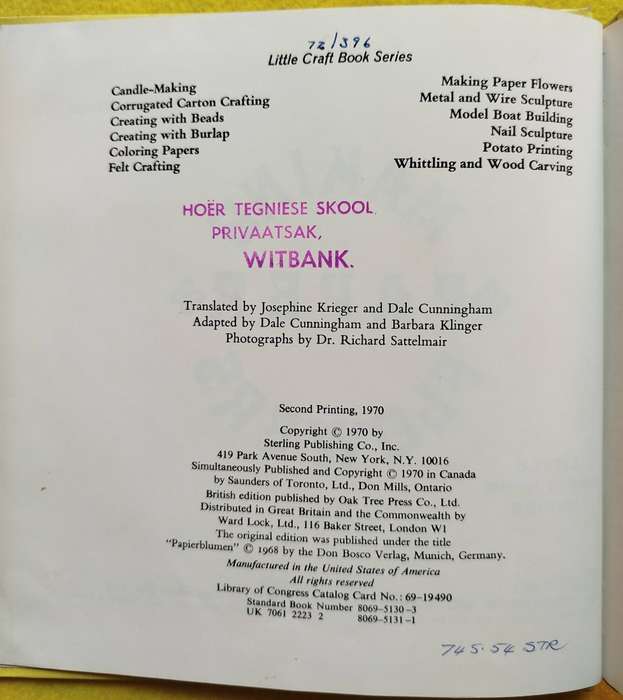 72/396
Little Craft Book Series
Candle-Making
Corrugated Carton Crafting
Creating with Beads
Creating with Burlap
Coloring Papers
Felt Crafting
Making Paper Flowers
Metal and Wire Sculpture
Model Boat Building
Nail Sculpture
Potato Printing
Whittling and Wood Carving
HOËR TEGNIESE SKOOL
PRIVAATSAK,
WITBANK.
Translated by Josephine Krieger and Dale Cunningham
Adapted by Dale Cunningham and Barbara Klinger
Photographs by Dr. Richard Sattelmair
Second Printing, 1970
Copyright © 1970 by
Sterling Publishing Co., Inc.
419 Park Avenue South, New York, N.Y. 10016
Simultaneously Published and Copyright © 1970 in Canada
by Saunders of Toronto, Ltd., Don Mills, Ontario
British edition published by Oak Tree Press Co., Ltd.
Distributed in Great Britain and the Commonwealth by
Ward Lock, Ltd., 116 Baker Street, London W1
The original edition was published under the title
"Papierblumen" © 1968 by the Don Bosco Verlag, Munich, Germany.
Manufactured in the United States of America
All rights reserved
Library of Congress Catalog Card No.: 69-19490
Standard Book Number 8069-5130-3
UK 7061 2223 2 8069-5131-1
745.54 STR